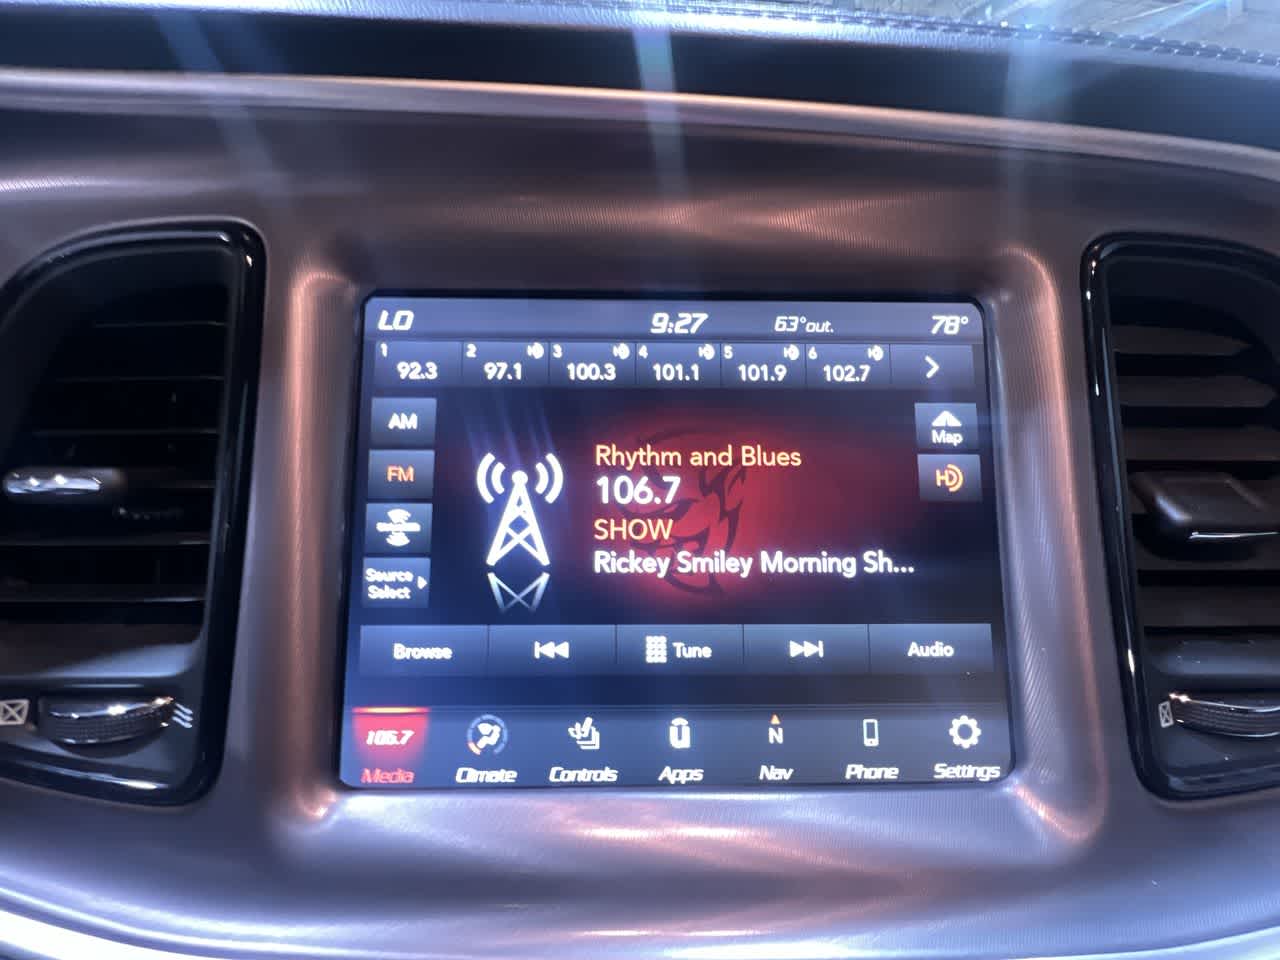 LO 9:27 63°out. 78°
1 2 3 4 5 6
92.3 97.1 100.3 101.1 101.9 102.7
AM
Map
FM
HD
Rhythm and Blues
106.7
SHOW
Rickey Smiley Morning Sh...
Source
Select
Browse Tune Audio
106.7 N
Media Climate Controls Apps Nav Phone Settings